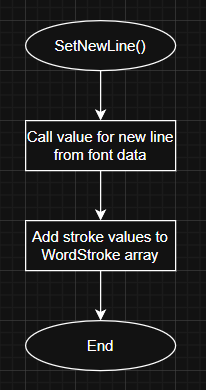 SetNewLine()
Call value for new line
from font data
Add stroke values to
WordStroke array
End